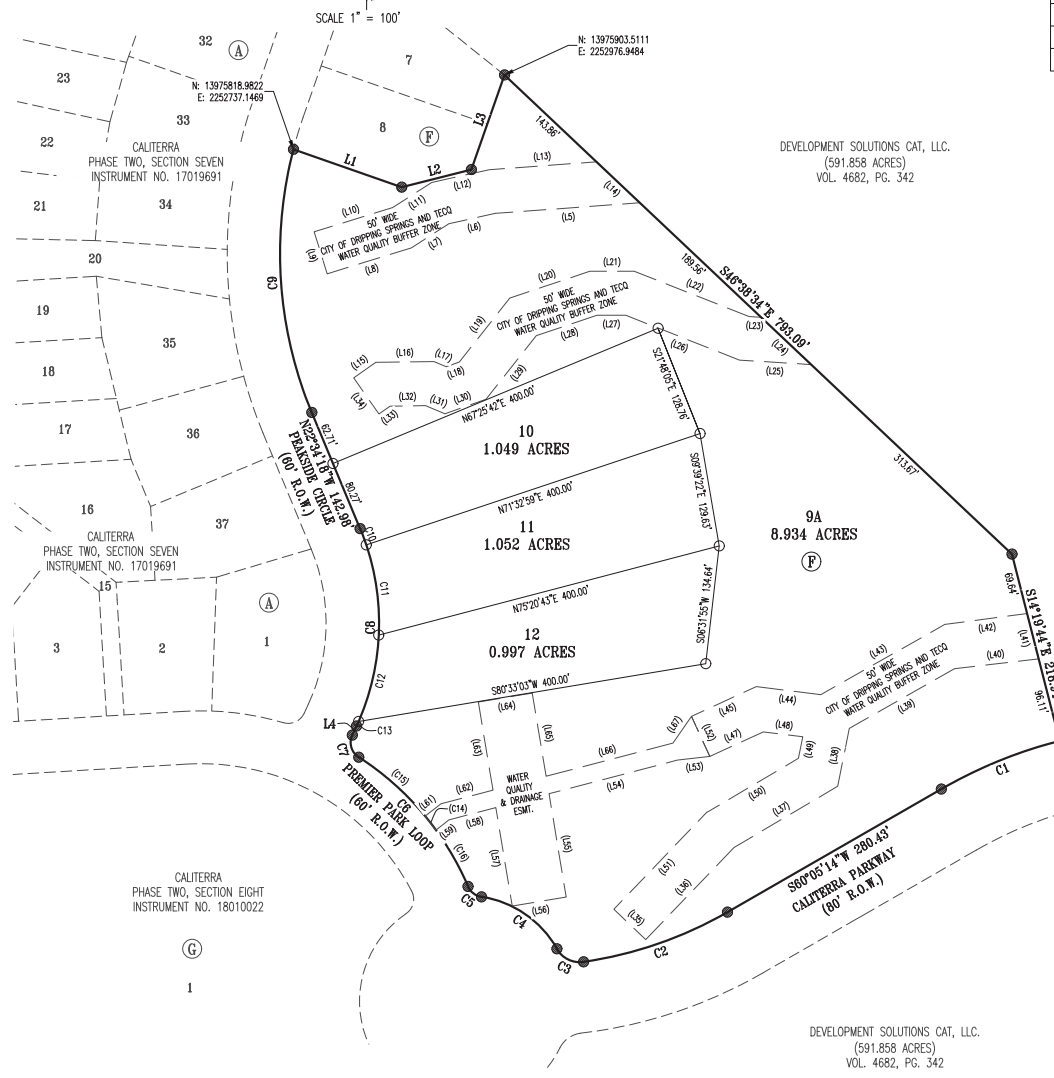 SCALE 1" = 100'
N: 13975903.5111
E: 2252976.9484
32
A
7
23
N: 13975818.9822
E: 2252737.1469
33
8
F
L3
143.86'
22
CALITERRA
PHASE TWO, SECTION SEVEN
INSTRUMENT NO. 17019691
L1
L2
(L13)
DEVELOPMENT SOLUTIONS CAT, LLC.
(591.858 ACRES)
VOL. 4682, PG. 342
(L12)
(L11)
(L14)
21
34
(L10)
50' WIDE
CITY OF DRIPPING SPRINGS AND TECQ
WATER QUALITY BUFFER ZONE
(L5)
(L6)
(L7)
(L8)
(L9)
20
C9
189.56'
S46°38'34"E 793.09'
(L21)
(L20)
(L22)
19
50' WIDE
CITY OF DRIPPING SPRINGS AND TECQ
WATER QUALITY BUFFER ZONE
(L19)
(L23)
(L27)
(L28)
(L26)
(L24)
(L25)
35
18
(L15)
(L16)
(L17)
(L18)
(L29)
(L34)
(L33)
(L32)
(L31)
(L30)
S21°48'05"E 128.76'
N67°25'42"E 400.00'
17
36
62.71'
N22°34'18"W 142.98'
PEAKSIDE CIRCLE
(60' R.O.W.)
80.27'
10
1.049 ACRES
313.67'
16
37
N71°32'59"E 400.00'
S09°39'22"E 129.63'
C10
CALITERRA
PHASE TWO, SECTION SEVEN
INSTRUMENT NO. 17019691
11
1.052 ACRES
9A
8.934 ACRES
F
15
C11
N75°20'43"E 400.00'
S06°31'55"W 134.64'
69.64'
S14°19'44"E 218.
A
1
3
2
C8
12
0.997 ACRES
(L42)
(L41)
(L43)
(L40)
50' WIDE
CITY OF DRIPPING SPRINGS AND TECQ
WATER QUALITY BUFFER ZONE
C12
S80°33'03"W 400.00'
(L39)
96.11'
(L64)
(L45)
(L44)
L4
C13
(L67)
(L52)
(L47)
(L48)
(L49)
C7
(L63)
(L65)
(L66)
(L53)
(L38)
C1
C15
PREMIER PARK LOOP
(60' R.O.W.)
C6
WATER
QUALITY
& DRAINAGE
ESMT.
(L54)
(L62)
(L61)
(C14)
(L50)
(L59)
(L58)
(L37)
S60°05'14"W 280.43'
CALITERRA PARKWAY
(80' R.O.W.)
(C16)
(L57)
(L55)
(L51)
(L36)
C5
(L56)
(L35)
CALITERRA
PHASE TWO, SECTION EIGHT
INSTRUMENT NO. 18010022
C4
C3
C2
G
1
DEVELOPMENT SOLUTIONS CAT, LLC.
(591.858 ACRES)
VOL. 4682, PG. 342